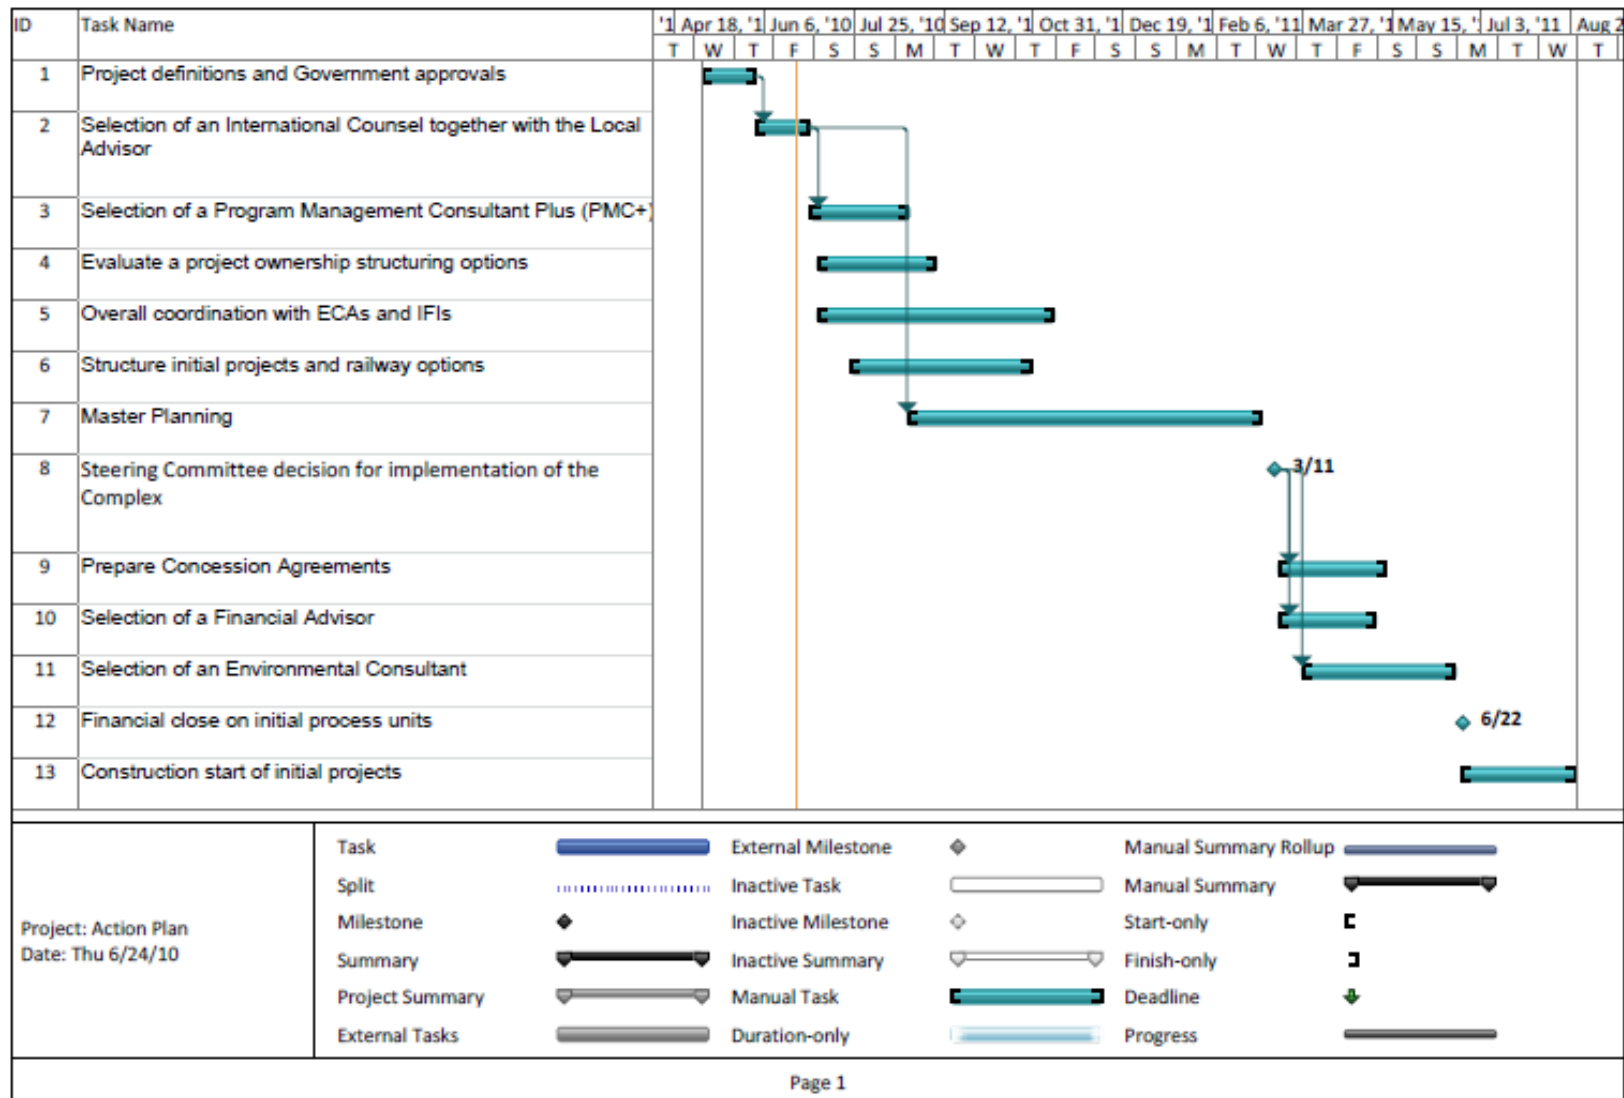 ID Task Name '1 Apr 18, '1 Jun 6, '10 Jul 25, '10 Sep 12, '1 Oct 31, '1 Dec 19, '1 Feb 6, '11 Mar 27, '1 May 15, '1 Jul 3, '11 Aug 2
T W T F S S M T W T F S S M T W T F S S M T W T
1 Project definitions and Government approvals
2 Selection of an International Counsel together with the Local
Advisor
3 Selection of a Program Management Consultant Plus (PMC+)
4 Evaluate a project ownership structuring options
5 Overall coordination with ECAs and IFIs
6 Structure initial projects and railway options
7 Master Planning
8 Steering Committee decision for implementation of the 3/11
Complex
9 Prepare Concession Agreements
10 Selection of a Financial Advisor
11 Selection of an Environmental Consultant
12 Financial close on initial process units 6/22
13 Construction start of initial projects
Project: Action Plan
Date: Thu 6/24/10
Task External Milestone Manual Summary Rollup
Split Inactive Task Manual Summary
Milestone Inactive Milestone Start-only
Summary Inactive Summary Finish-only
Project Summary Manual Task Deadline
External Tasks Duration-only Progress
Page 1